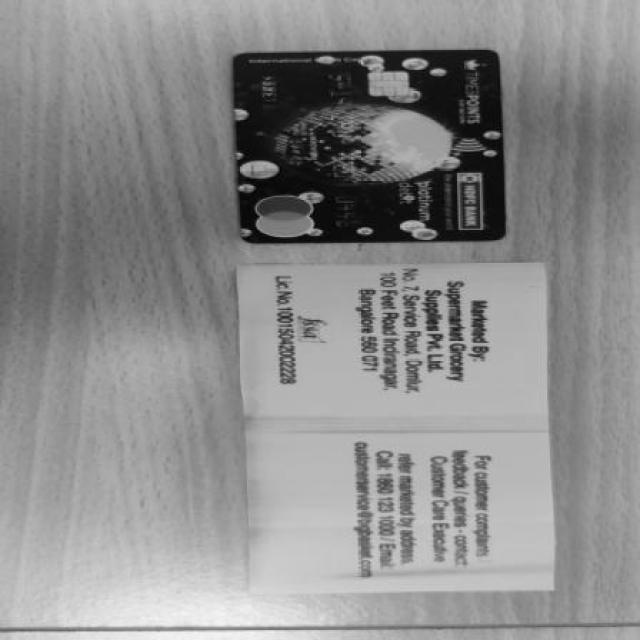 TIMESPOINTS
HDFC BANK
platinum
Marketed By:
Supermarket Grocery
Supplies Pvt. Ltd.
No. 7, Service Road, Domlur,
100 Feet Road Indiranagar,
Bangalore 560 071
fssai
Lic No. 10015042002228
For customer complaints /
feedback / queries - contact
Customer Care Executive
refer marketed by address.
Call: 1860 123 1000 / Email:
customerservice@bigbasket.com